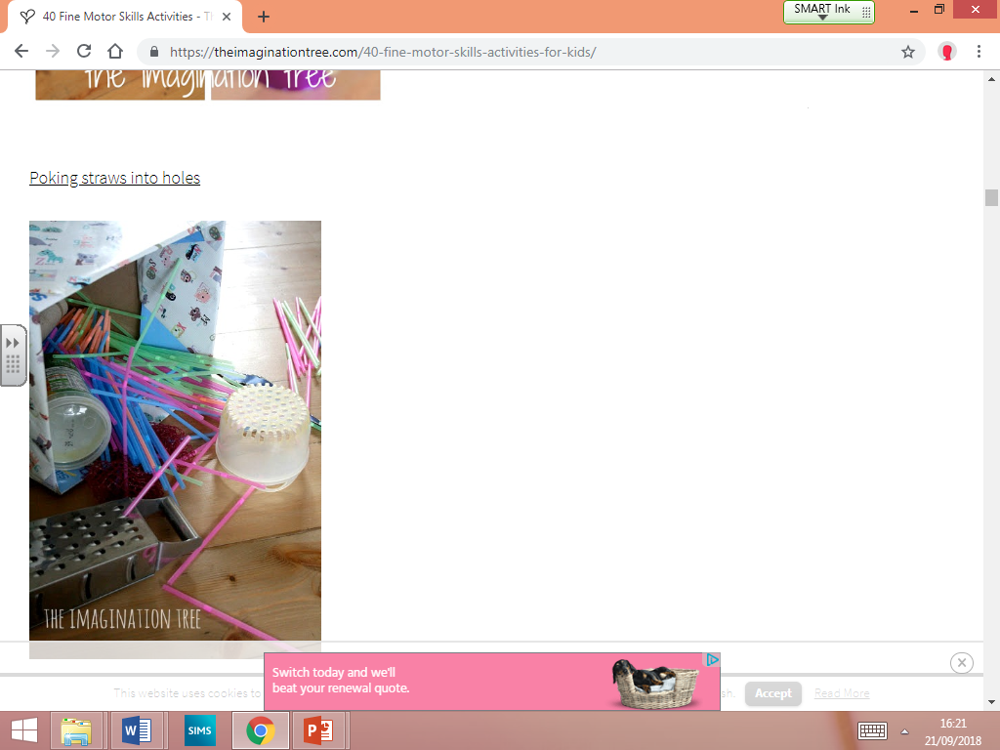 40 Fine Motor Skills Activities - Th
SMART Ink
https://theimaginationtree.com/40-fine-motor-skills-activities-for-kids/
the imagination tree
Poking straws into holes
THE IMAGINATION TREE
Switch today and we'll
beat your renewal quote.
This website uses cookies to
sh.
Accept
Read More
W
SIMS
P
16:21
21/09/2018